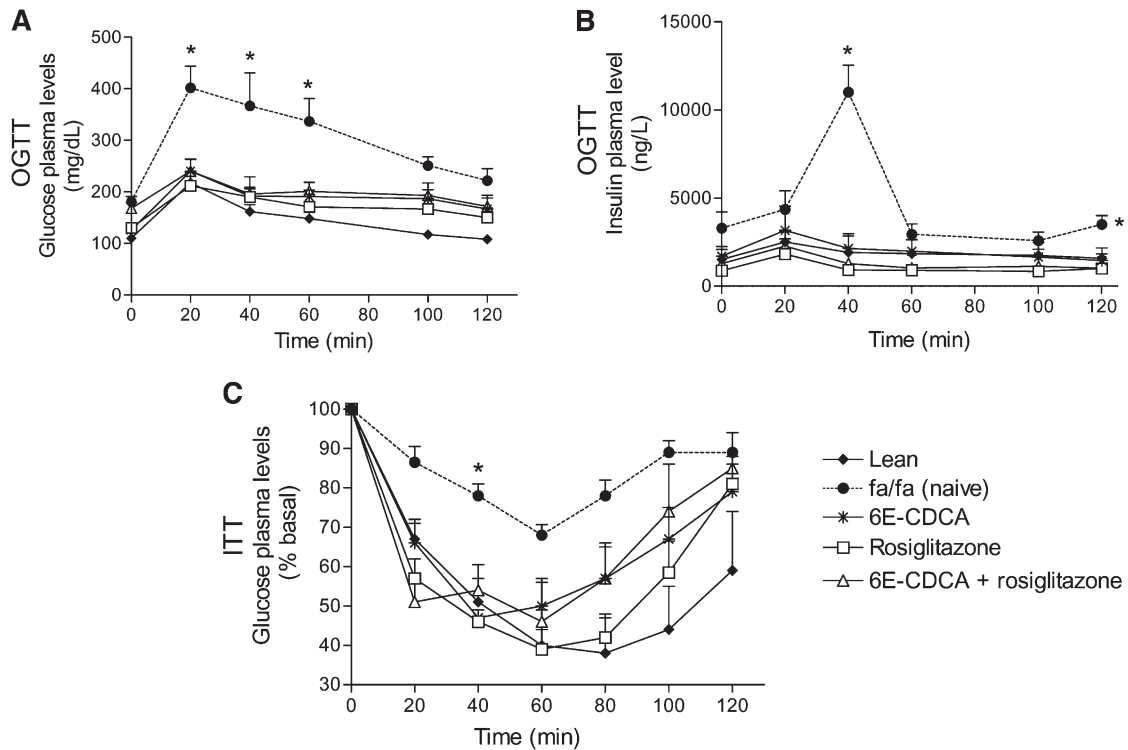 A
OGTT
Glucose plasma levels
(mg/dL)
500
400
300
200
100
0
* * *
0 20 40 60 80 100 120
Time (min)
B
OGTT
Insulin plasma level
(ng/L)
15000
10000
5000
0
*
*
0 20 40 60 80 100 120
Time (min)
C
ITT
Glucose plasma levels
(% basal)
100
90
80
70
60
50
40
30
*
0 20 40 60 80 100 120
Time (min)
Lean
fa/fa (naive)
6E-CDCA
Rosiglitazone
6E-CDCA + rosiglitazone